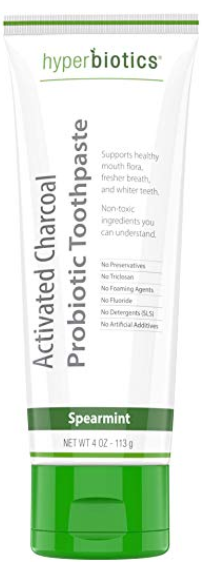 hyperbiotics®
Activated Charcoal
Probiotic Toothpaste
Supports healthy
mouth flora,
fresher breath,
and whiter teeth.
Non-toxic
ingredients you
can understand.
No Preservatives
No Triclosan
No Foaming Agents
No Fluoride
No Detergents (SLS)
No Artificial Additives
Spearmint
NET WT 4 OZ - 113 g